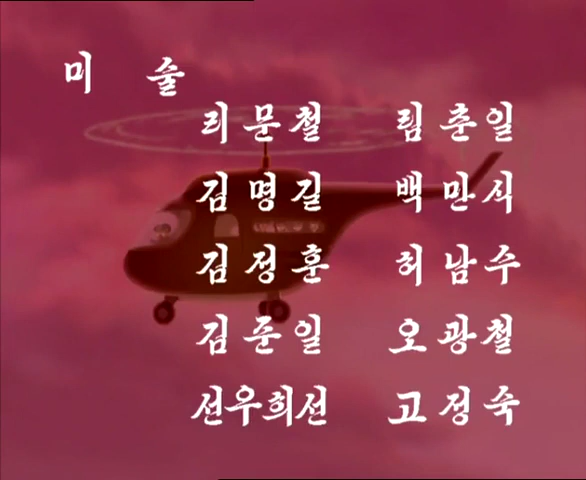 미 술
리문철 림춘일
김명길 백만식
김정훈 허남수
김준일 오광철
선우희선 고정숙